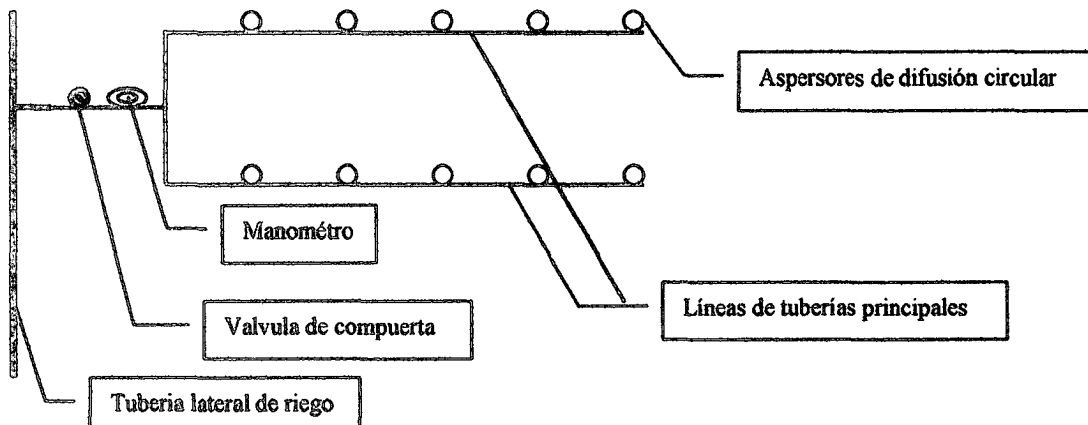 Aspersores de difusión circular
Manométro
Líneas de tuberías principales
Valvula de compuerta
Tuberia lateral de riego